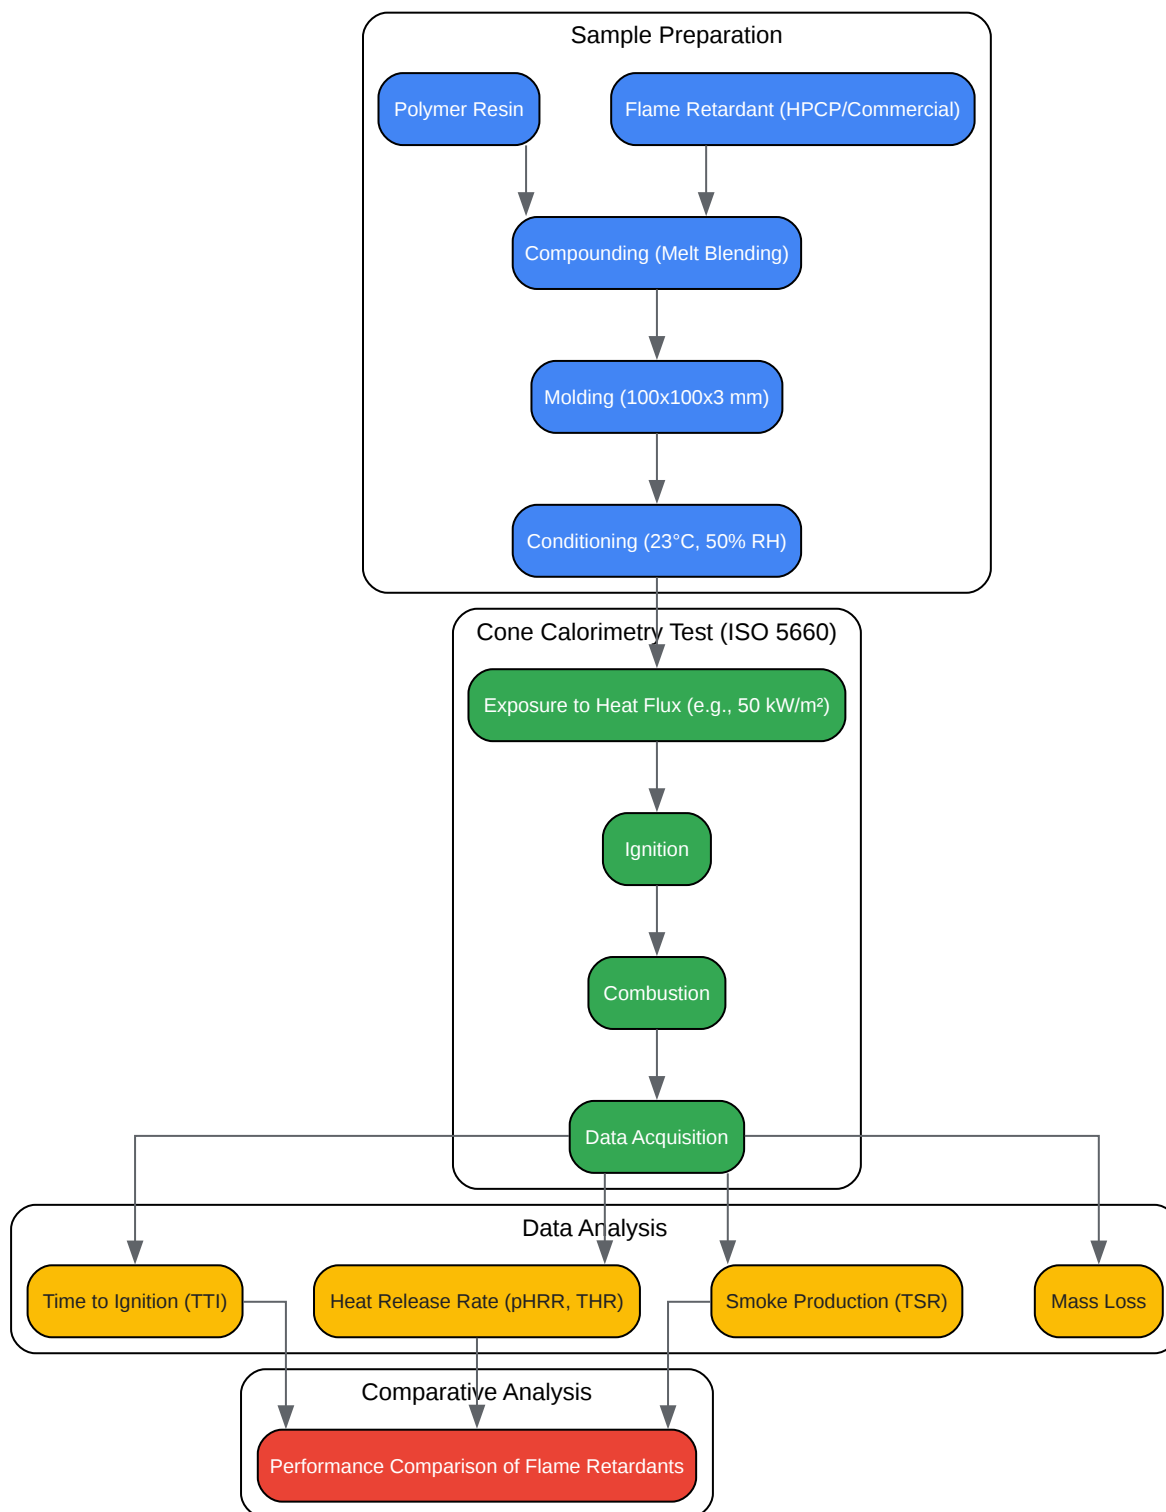 Sample Preparation
Polymer Resin
Flame Retardant (HPCP/Commercial)
Compounding (Melt Blending)
Molding (100x100x3 mm)
Conditioning (23°C, 50% RH)
Cone Calorimetry Test (ISO 5660)
Exposure to Heat Flux (e.g., 50 kW/m²)
Ignition
Combustion
Data Acquisition
Data Analysis
Time to Ignition (TTI)
Heat Release Rate (pHRR, THR)
Smoke Production (TSR)
Mass Loss
Comparative Analysis
Performance Comparison of Flame Retardants